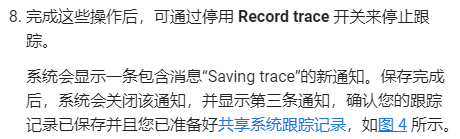 8. 完成这些操作后，可通过停用 Record trace 开关来停止跟
踪。
系统会显示一条包含消息“Saving trace”的新通知。保存完成
后，系统会关闭该通知，并显示第三条通知，确认您的跟踪
记录已保存并且您已准备好共享系统跟踪记录，如图 4 所示。